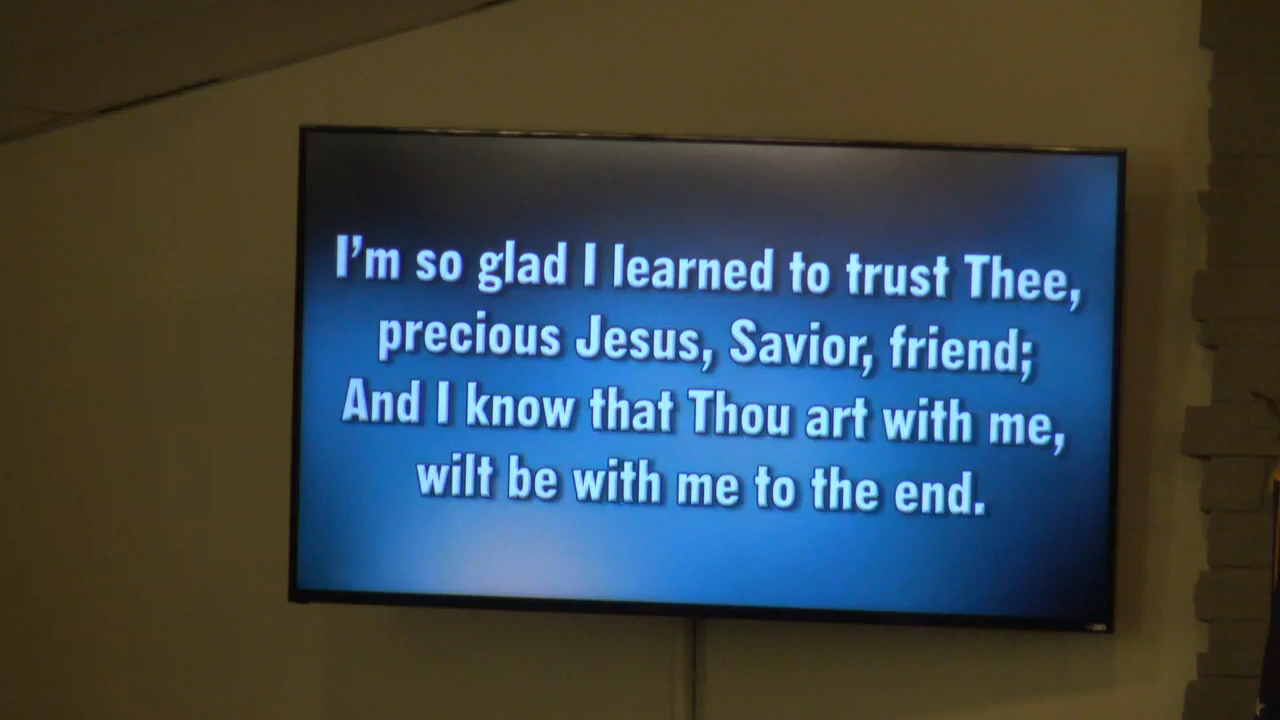 I'm so glad I learned to trust Thee,
precious Jesus, Savior, friend;
And I know that Thou art with me,
wilt be with me to the end.